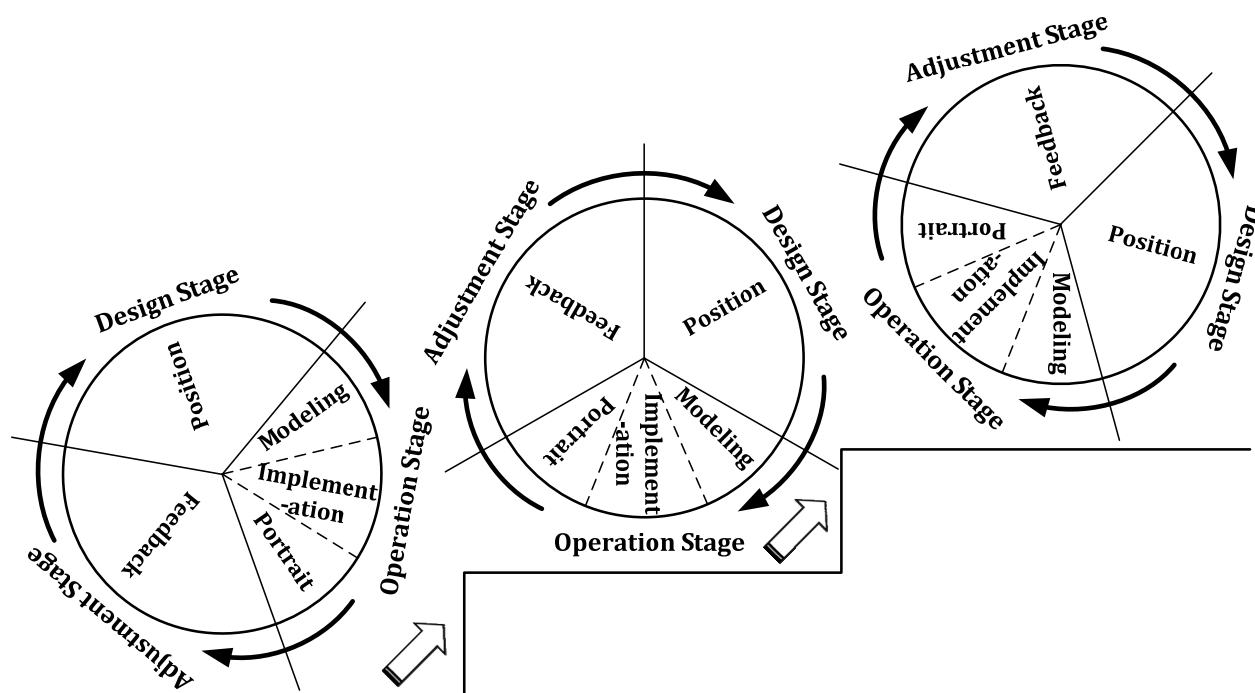 Design Stage
Position
Modeling
Implement
-ation
Portrait
Operation Stage
Feedback
Adjustment Stage
Adjustment Stage
Feedback
Design Stage
Position
Modeling
Implement
-ation
Portrait
Operation Stage
Adjustment Stage
Feedback
Position
Design Stage
Portrait
Implement
-ation
Modeling
Operation Stage